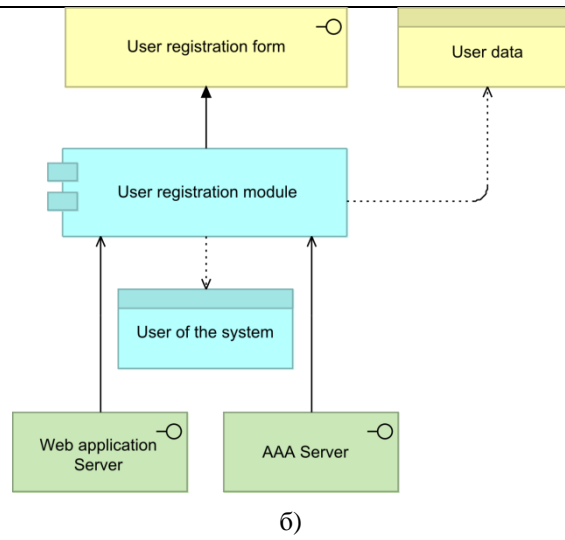 User registration form
User data
User registration module
User of the system
Web application
Server
AAA Server
б)